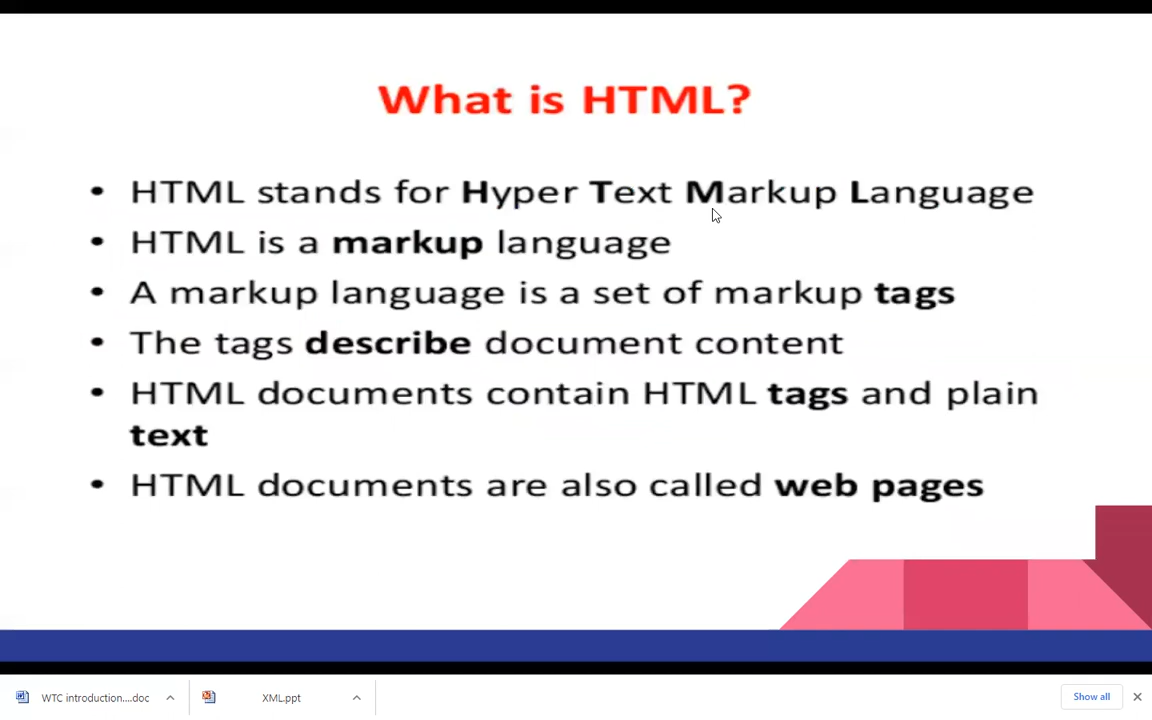 What is HTML?
• HTML stands for Hyper Text Markup Language
• HTML is a markup language
• A markup language is a set of markup tags
• The tags describe document content
• HTML documents contain HTML tags and plain
text
• HTML documents are also called web pages
WTC introduction....doc
XML.ppt
Show all